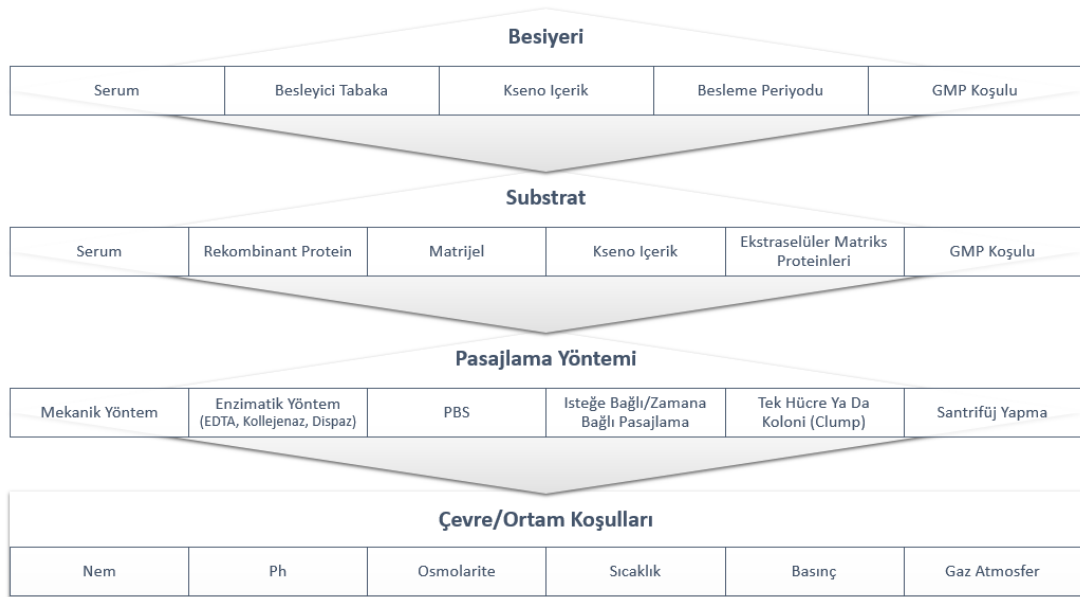 Besiyeri
Serum
Besleyici Tabaka
Kseno Içerik
Besleme Periyodu
GMP Koşulu
Substrat
Serum
Rekombinant Protein
Matrijel
Kseno Içerik
Ekstraselüler Matriks
Proteinleri
GMP Koşulu
Pasajlama Yöntemi
Mekanik Yöntem
Enzimatik Yöntem
(EDTA, Kollejenaz, Dispaz)
PBS
Isteğe Bağlı/Zamana
Bağlı Pasajlama
Tek Hücre Ya Da
Koloni (Clump)
Santrifüj Yapma
Çevre/Ortam Koşulları
Nem
Ph
Osmolarite
Sıcaklık
Basınç
Gaz Atmosfer